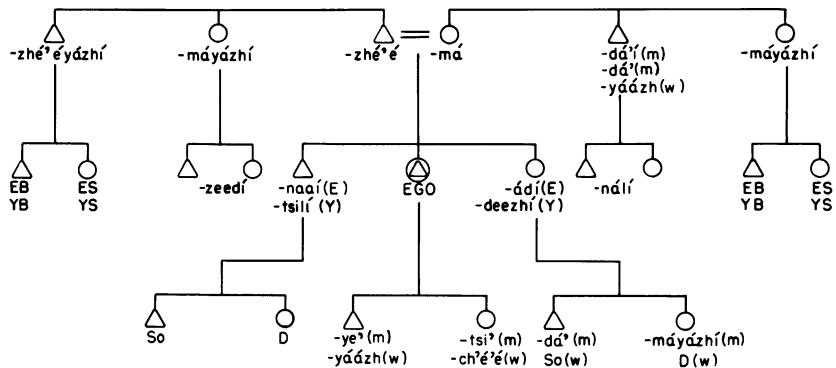 -zhé’éyázhí -máyázhí -zhé’é -má -dá’í(m) -máyázhí
-dá’(m)
-yáázh(w)
EB ES -zeedí -naaí(E) EGO -ádí(E) -nálí EB ES
YB YS -tsilí(Y) -deezhí(Y) YB YS
So D -ye’(m) -tsi’(m) -dá’(m) -máyázhí(m)
-yáázh(w) -ch’é’é(w) So(w) D(w)